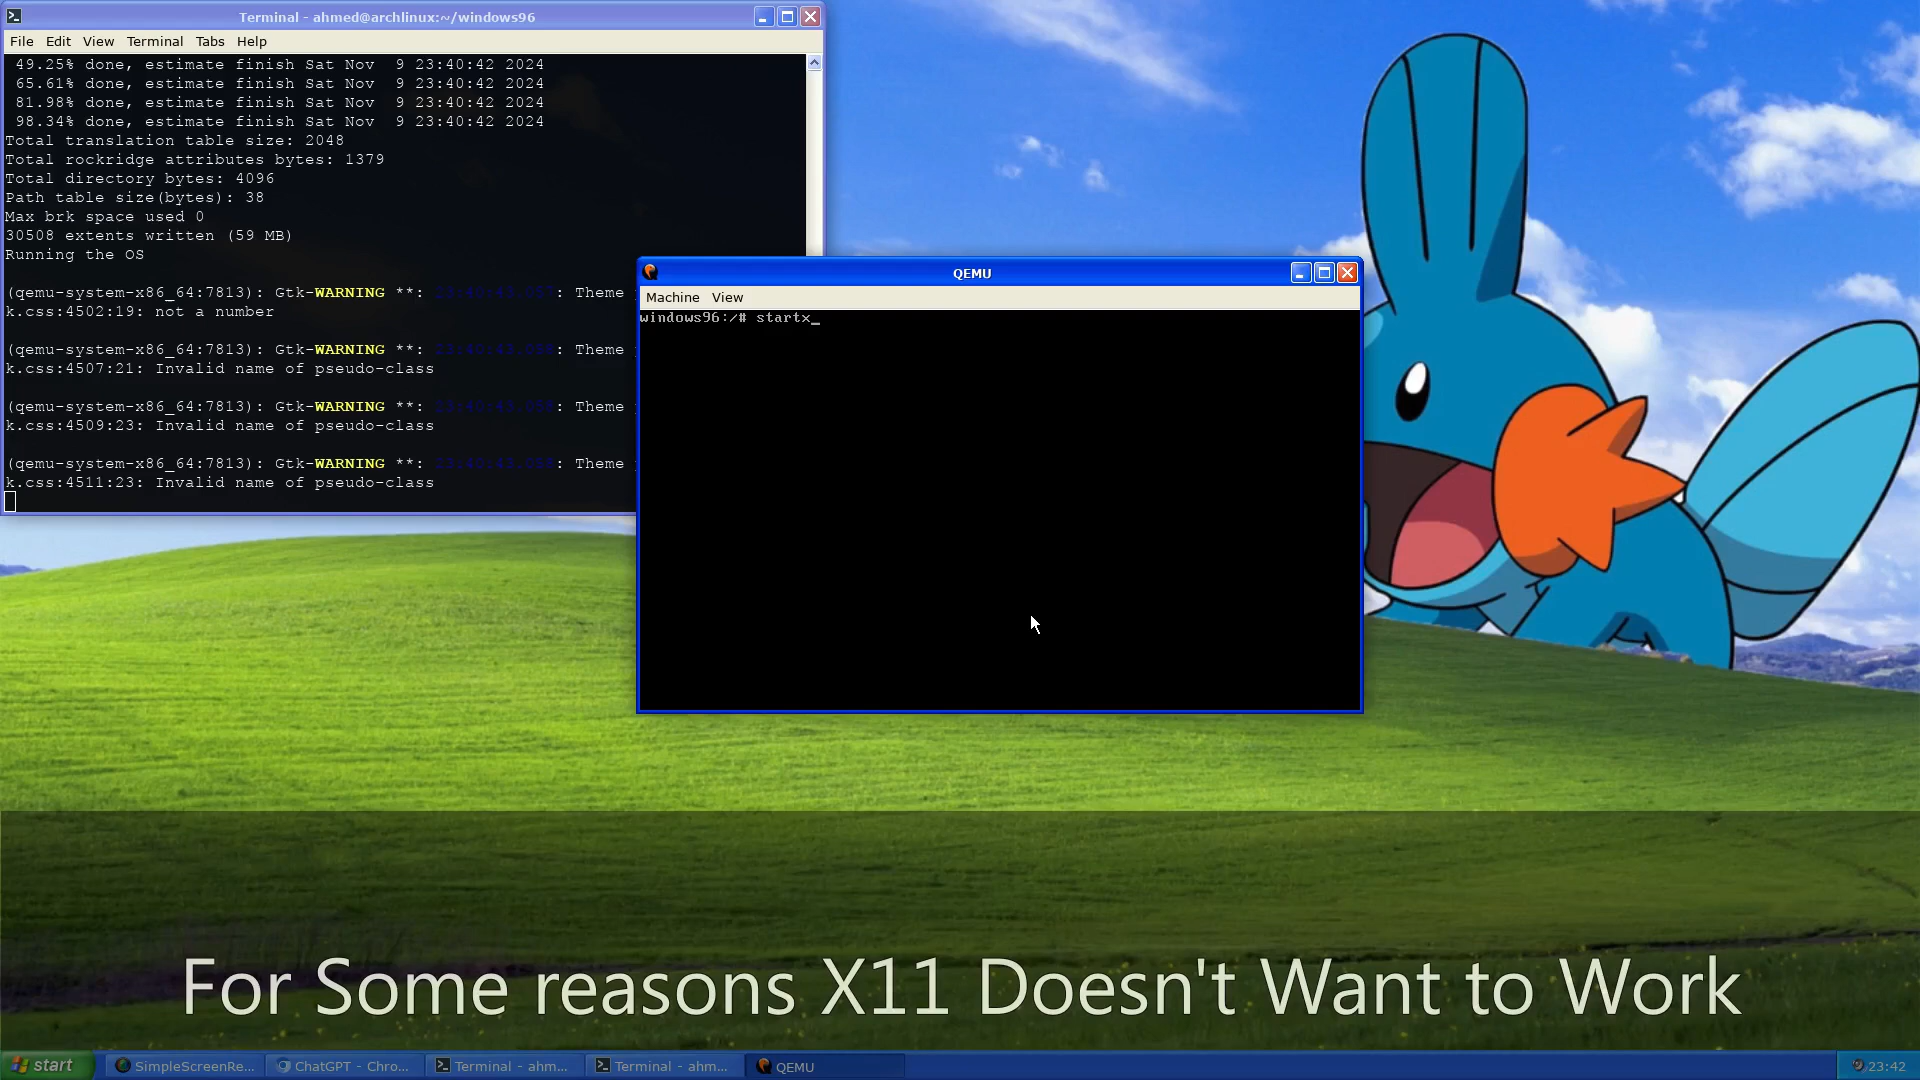 Terminal - ahmed@archlinux:~/windows96
File Edit View Terminal Tabs Help
49.25% done, estimate finish Sat Nov  9 23:40:42 2024
65.61% done, estimate finish Sat Nov  9 23:40:42 2024
81.98% done, estimate finish Sat Nov  9 23:40:42 2024
98.34% done, estimate finish Sat Nov  9 23:40:42 2024
Total translation table size: 2048
Total rockridge attributes bytes: 1379
Total directory bytes: 4096
Path table size(bytes): 38
Max brk space used 0
30508 extents written (59 MB)
Running the OS
(qemu-system-x86_64:7813): Gtk-WARNING **: 23:40:43.057: Theme
k.css:4502:19: not a number
(qemu-system-x86_64:7813): Gtk-WARNING **: : Theme
k.css:4507:21: Invalid name of pseudo-class
(qemu-system-x86_64:7813): Gtk-WARNING **: : Theme
k.css:4509:23: Invalid name of pseudo-class
(qemu-system-x86_64:7813): Gtk-WARNING **: : Theme
k.css:4511:23: Invalid name of pseudo-class
QEMU
Machine View
windows96:/# startx_
For Some reasons X11 Doesn't Want to Work
start SimpleScreenRe... ChatGPT - Chro... Terminal - ahm... Terminal - ahm... QEMU 23:42